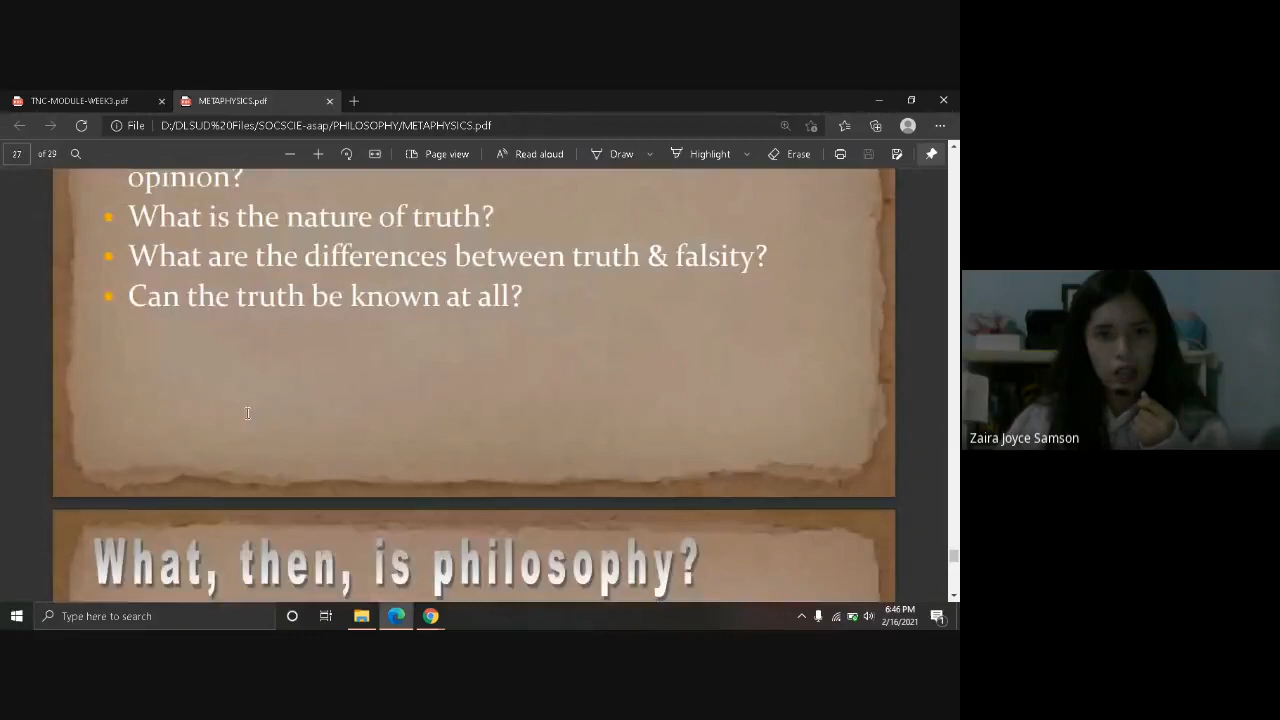 TNC-MODULE-WEEK3.pdf
METAPHYSICS.pdf
File
D:/DLSUD%20Files/SOCSCIE-asap/PHILOSOPHY/METAPHYSICS.pdf
27 of 29
Page view
Read aloud
Draw
Highlight
Erase
opinion?
What is the nature of truth?
What are the differences between truth & falsity?
Can the truth be known at all?
What, then, is philosophy?
Zaira Joyce Samson
Type here to search
6:46 PM
2/16/2021